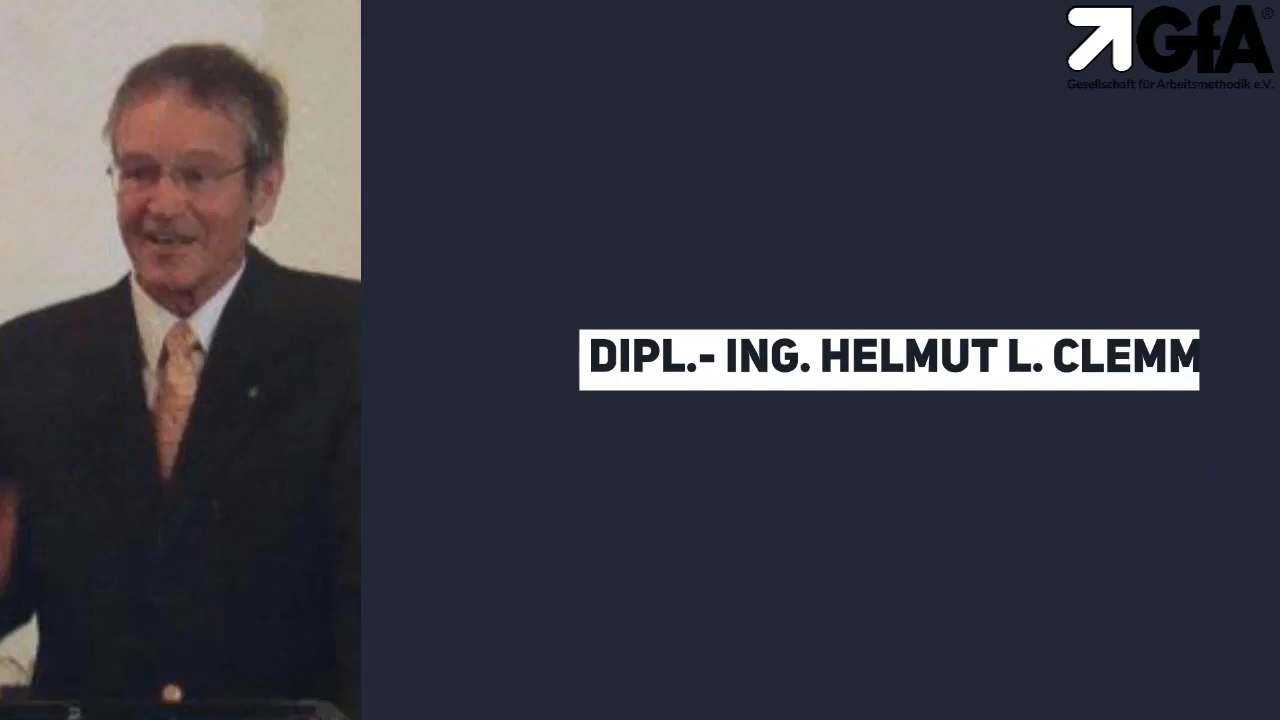 GfA®
Gesellschaft für Arbeitsmethodik e.V.
DIPL.- ING. HELMUT L. CLEMM